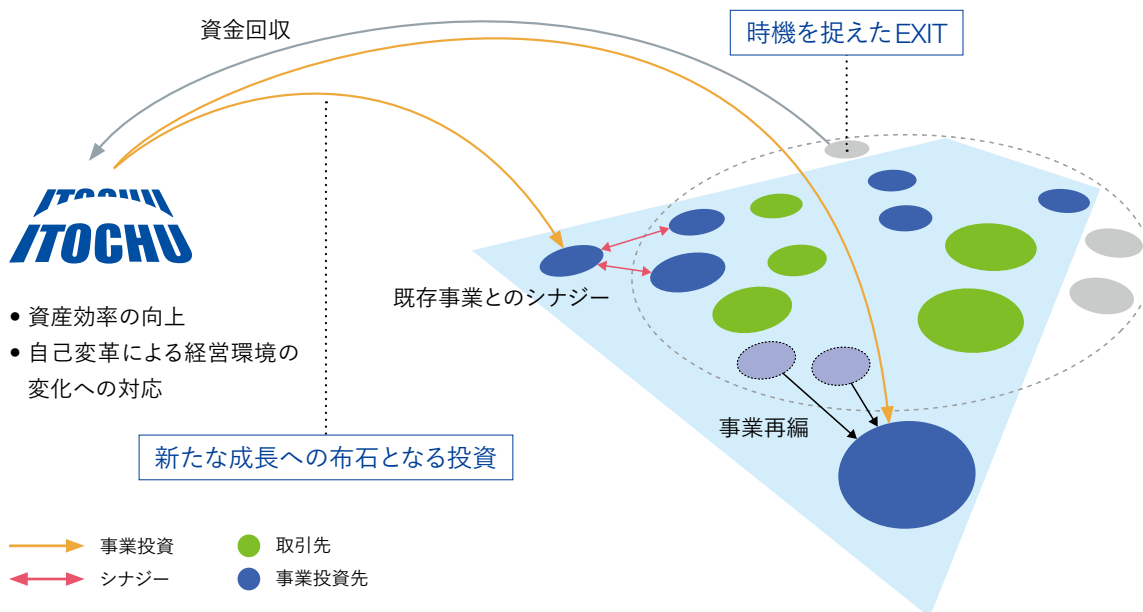 資金回収
時機を捉えたEXIT
ITOCHU
ITOCHU
既存事業とのシナジー
• 資産効率の向上
• 自己変革による経営環境の
変化への対応
事業再編
新たな成長への布石となる投資
事業投資
取引先
シナジー
事業投資先